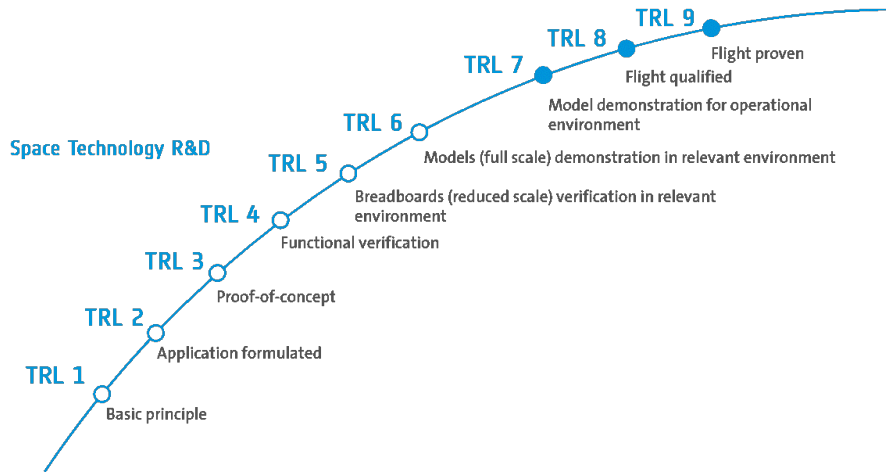 TRL 9
Flight proven
TRL 8
Flight qualified
TRL 7
Model demonstration for operational
environment
TRL 6
Models (full scale) demonstration in relevant environment
Space Technology R&D
TRL 5
Breadboards (reduced scale) verification in relevant
environment
TRL 4
Functional verification
TRL 3
Proof-of-concept
TRL 2
Application formulated
TRL 1
Basic principle